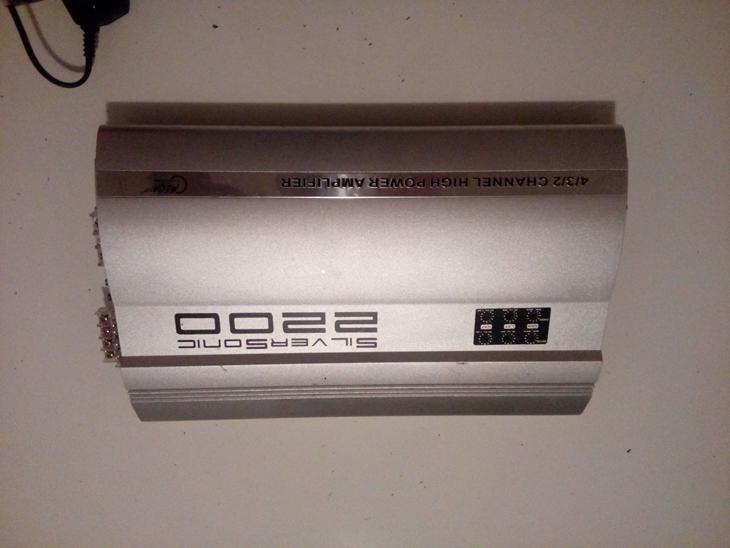 SilverSonic
2200
4/3/2 CHANNEL HIGH POWER AMPLIFIER